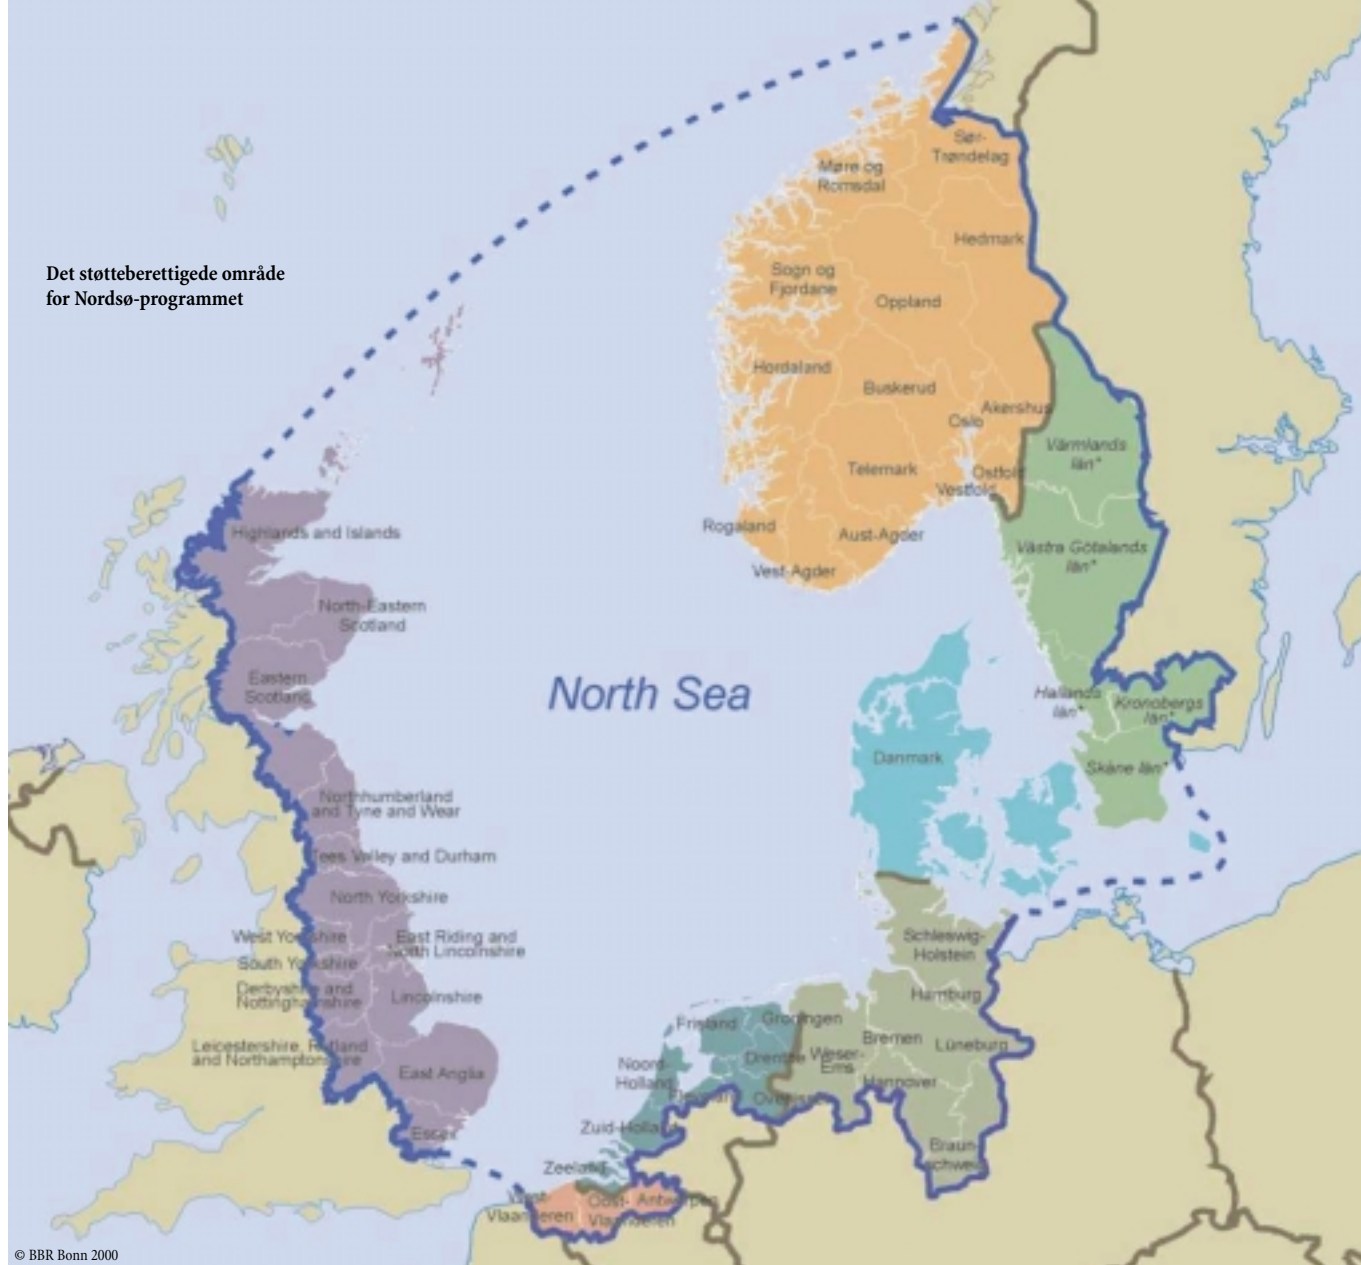 Det støtteberettigede område
for Nordsø-programmet
Sør-
Trøndelag
Møre og
Romsdal
Hedmark
Sogn og
Fjordane
Oppland
Hordaland
Buskerud
Akershus
Oslo
Värmlands
län*
Telemark
Østfold
Vestfold
Rogaland
Aust-Agder
Vest-Agder
Västra Götalands
län*
Highlands and Islands
North-Eastern
Scotland
Eastern
Scotland
North Sea
Hallands
län*
Kronobergs
län*
Skåne län*
Danmark
Northhumberland
and Tyne and Wear
Tees Valley and Durham
North Yorkshire
West Yorkshire
East Riding and
North Lincolnshire
South Yorkshire
Derbyshire and
Nottinghamshire
Lincolnshire
Leicestershire, Rutland
and Northamptonshire
East Anglia
Essex
Schleswig-
Holstein
Hamburg
Bremen
Lüneburg
Weser-
Ems
Hannover
Braun-
schweig
Frisland
Groningen
Drenthe
Noord-
Holland
Flevoland
Overijssel
Zuid-Holland
Zeeland
West-
Vlaanderen
Oost-
Vlaanderen
Antwerpen
© BBR Bonn 2000